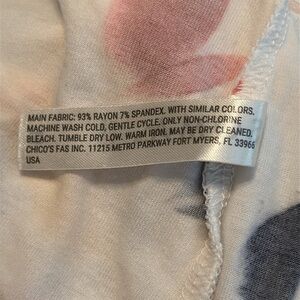 MAIN FABRIC: 93% RAYON 7% SPANDEX. WITH SIMILAR COLORS.
MACHINE WASH COLD, GENTLE CYCLE. ONLY NON-CHLORINE
BLEACH. TUMBLE DRY LOW. WARM IRON. MAY BE DRY CLEANED.
CHICO'S FAS INC. 11215 METRO PARKWAY FORT MYERS, FL 33966
USA